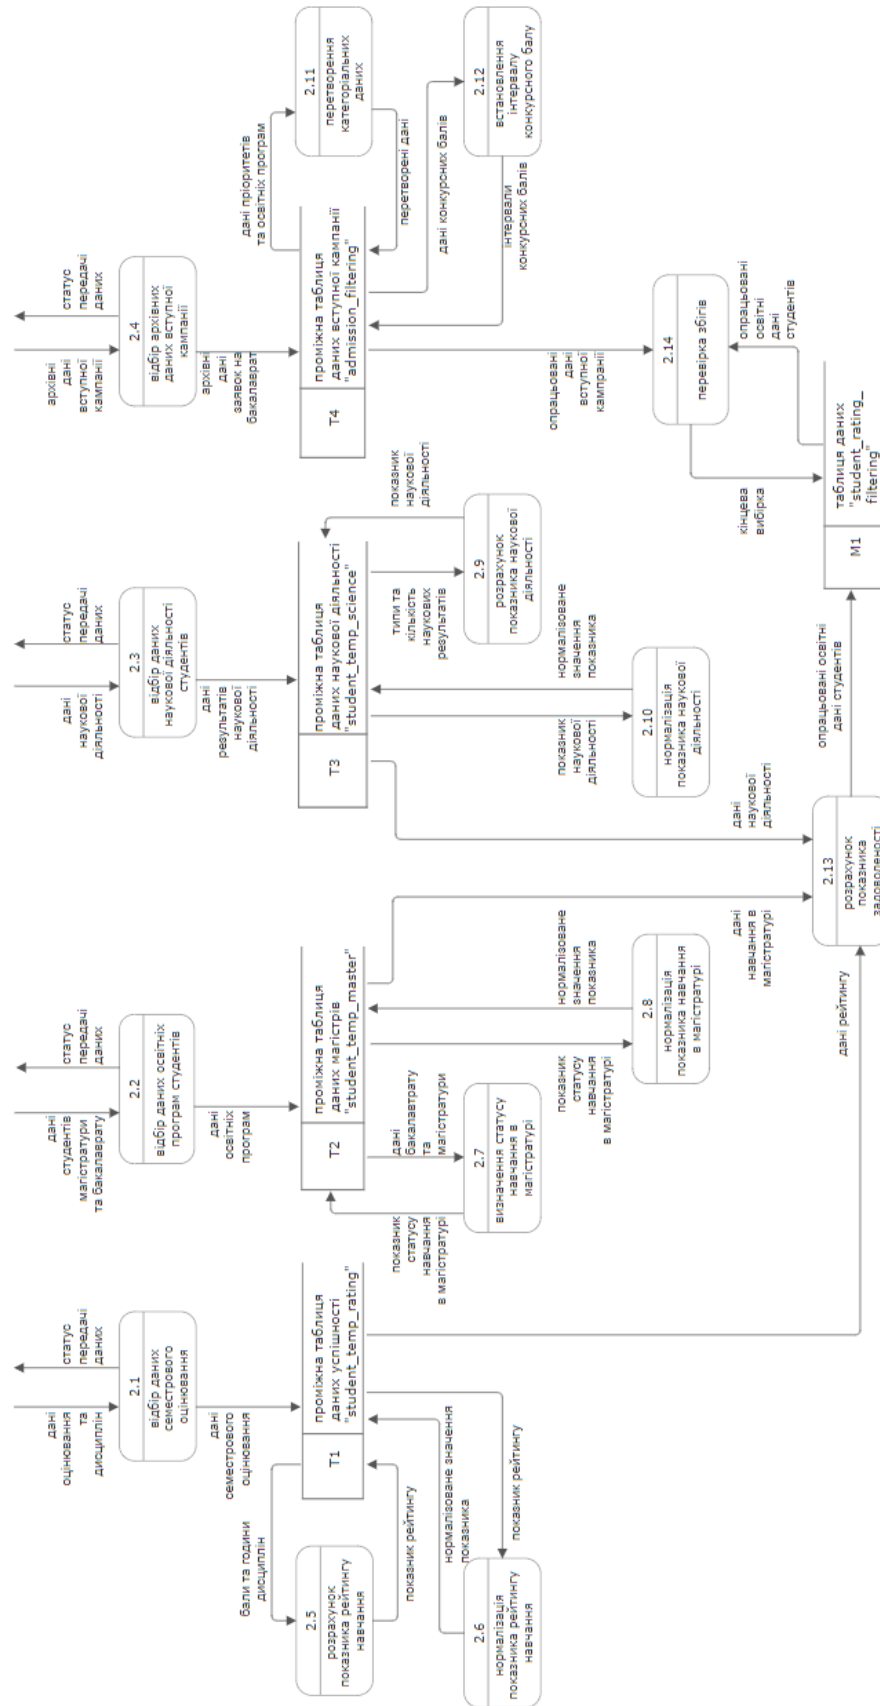 дані
оцінювання
та
дисциплін
статус
передачі
даних
2.1
відбір даних
семестрового
оцінювання
дані
семестрового
оцінювання
T1
проміжна таблиця
даних успішності
"student_temp_rating"
бали та години
дисциплін
2.5
розрахунок
показника рейтингу
навчання
показник рейтингу
нормалізоване значення
показника
2.6
нормалізація
показника рейтингу
навчання
показник рейтингу
дані
студентів
магістратури
та бакалаврату
статус
передачі
даних
2.2
відбір даних освітніх
програм студентів
дані
освітніх
програм
T2
проміжна таблиця
даних магістрів
"student_temp_master"
показник
статусу
навчання
в магістратурі
дані
бакалавтрату
та
магістратури
2.7
визначення статусу
навчання в
магістратурі
показник
статусу
навчання
в магістратурі
нормалізоване
значення
показника
2.8
нормалізація
показника навчання
в магістратурі
дані
навчання в
магістратурі
дані
наукової
діяльності
статус
передачі
даних
2.3
відбір даних
наукової діяльності
студентів
дані
результатів
наукової
діяльності
T3
проміжна таблиця
даних наукової діяльності
"student_temp_science"
показник
наукової
діяльності
типи та
кількість
наукових
результатів
2.9
розрахунок
показника наукової
діяльності
показник
наукової
діяльності
нормалізоване
значення
показника
2.10
нормалізація
показника наукової
діяльності
дані
наукової
діяльності
архівні
дані
вступної
кампанії
статус
передачі
даних
2.4
відбір архівних
даних вступної
кампанії
архівні
дані
заявок на
бакалаврат
T4
проміжна таблиця
даних вступної кампанії
"admission_filtering"
дані пріоритетів
та освітніх програм
2.11
перетворення
категоріальних
даних
перетворені дані
дані конкурсних балів
2.12
встановлення
інтервалу
конкурсного балу
інтервали
конкурсних балів
опрацьовані
дані
вступної
кампранії
2.14
перевірка збігів
опрацьовані
освітні
дані
студентів
кінцева
вибірка
M1
таблиця даних
"student_rating_
filtering"
опрацьовані освітні
дані студентів
2.13
розрахунок
показника
задоволеності
дані рейтингу